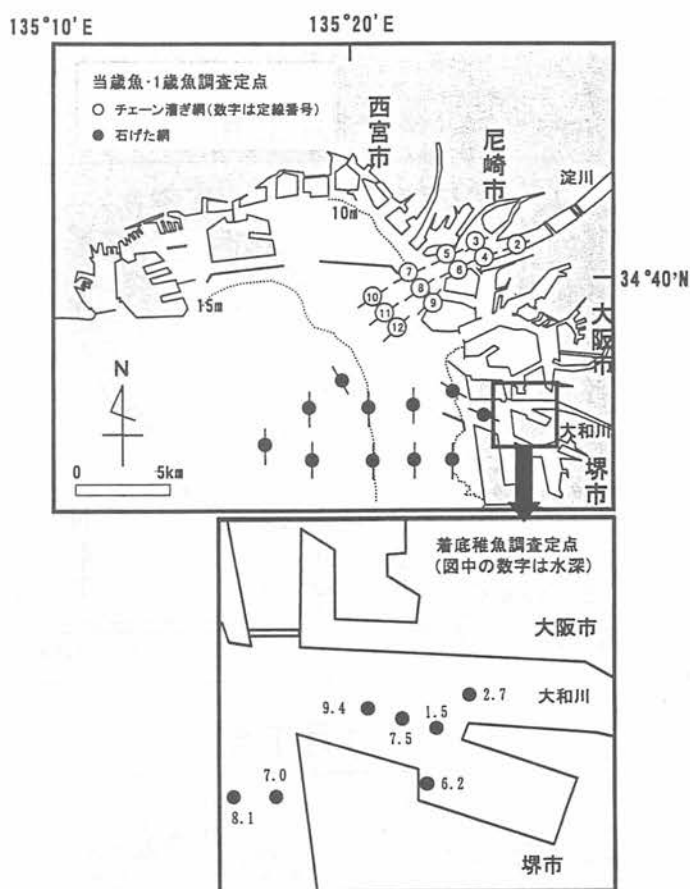 135°10'E
135°20'E
当歳魚・1歳魚調査定点
チェーン漕ぎ網(数字は定線番号)
石げた網
西宮市
尼崎市
淀川
10m
15m
2
3
4
5
6
7
8
9
10
11
12
34°40'N
大阪市
大和川
堺市
N
0
5km
着底稚魚調査定点
(図中の数字は水深)
大阪市
大和川
2.7
9.4
1.5
7.5
6.2
7.0
8.1
堺市